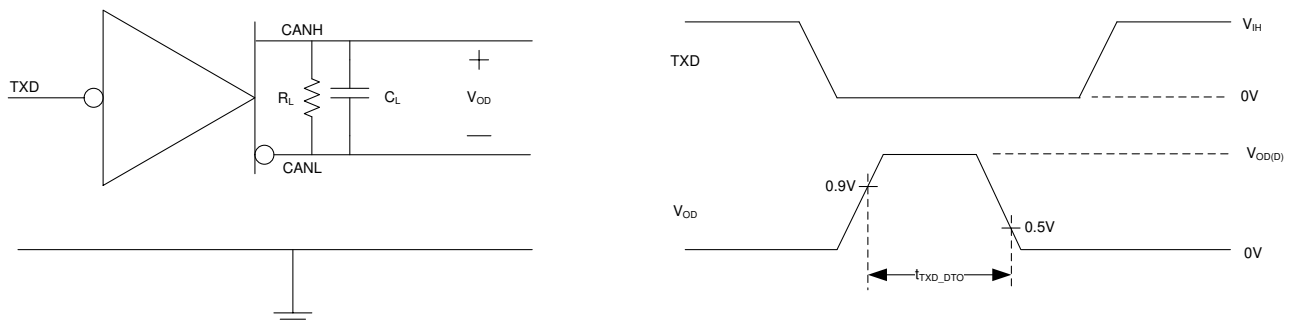 CANH
TXD
R_L
C_L
V_OD
CANL
TXD
V_IH
0V
V_OD(D)
0.9V
V_OD
0.5V
0V
t_TXD_DTO